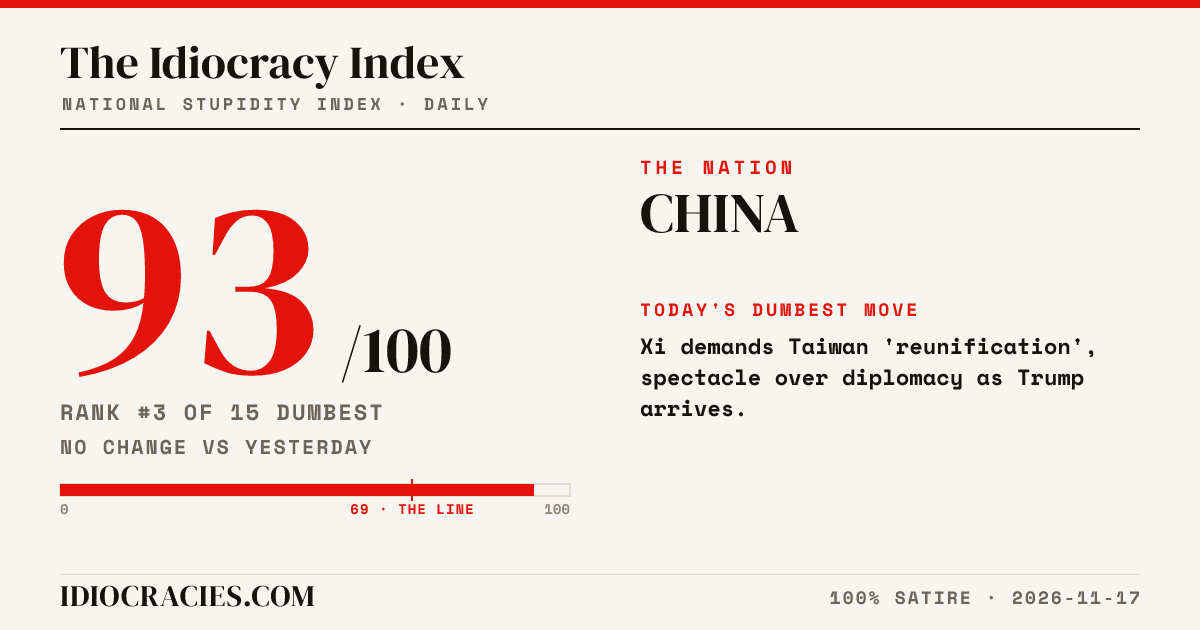 The Idiocracy Index
NATIONAL STUPIDITY INDEX · DAILY
93 /100
RANK #3 OF 15 DUMBEST
NO CHANGE VS YESTERDAY
0
69 · THE LINE
100
THE NATION
CHINA
TODAY'S DUMBEST MOVE
Xi demands Taiwan 'reunification',
spectacle over diplomacy as Trump
arrives.
IDIOCRACIES.COM
100% SATIRE · 2026-11-17